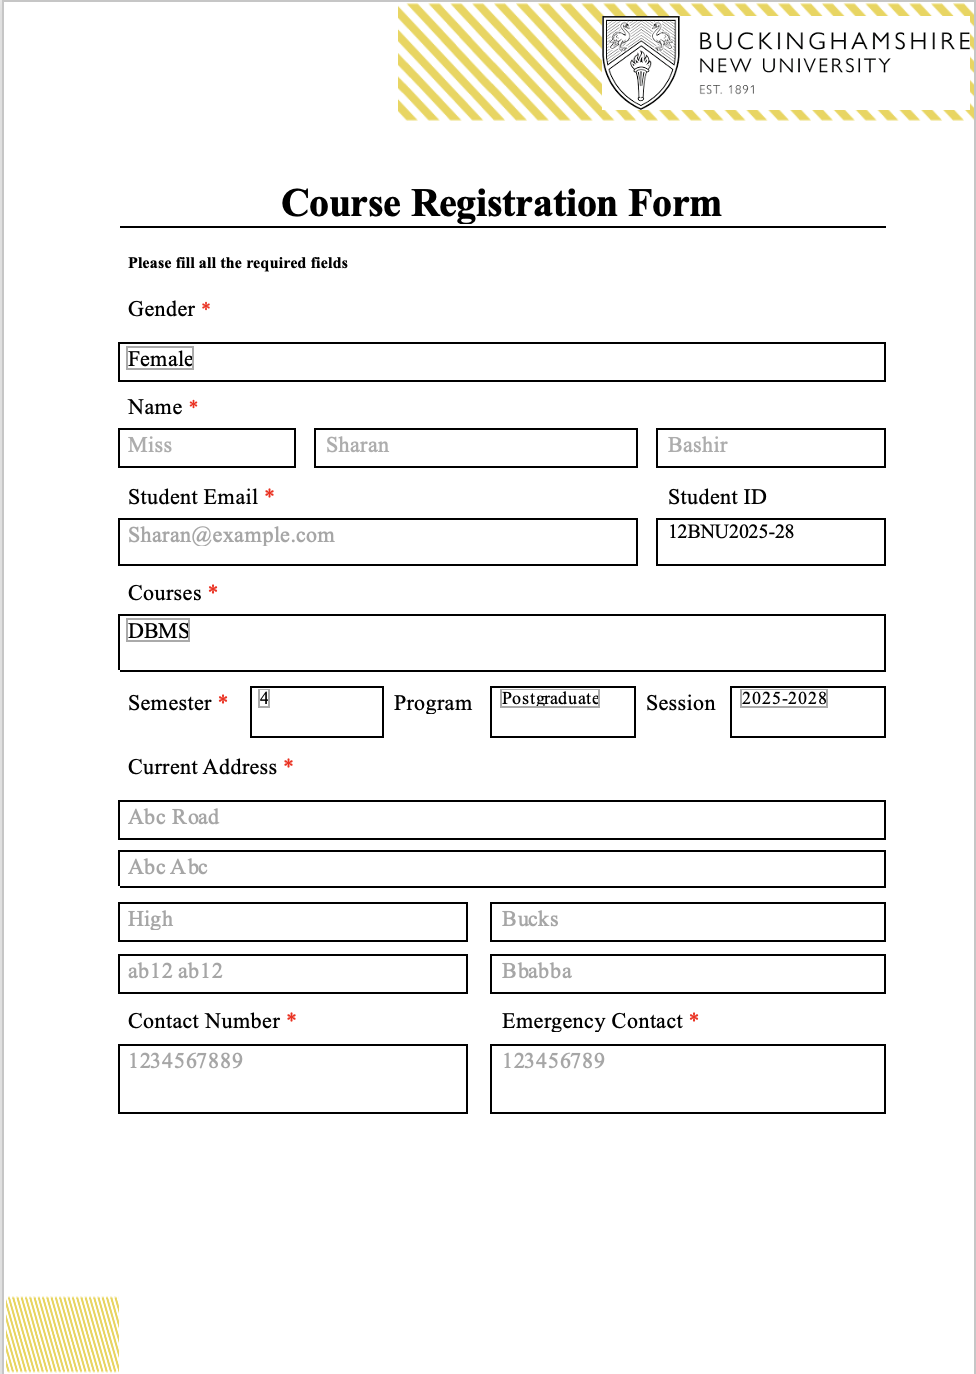 BUCKINGHAMSHIRE
NEW UNIVERSITY
EST. 1891
Course Registration Form
Please fill all the required fields
Gender *
Female
Name *
Miss Sharan Bashir
Student Email * Student ID
Sharan@example.com 12BNU2025-28
Courses *
DBMS
Semester * 4 Program Postgraduate Session 2025-2028
Current Address *
Abc Road
Abc Abc
High Bucks
ab12 ab12 Bbabba
Contact Number * Emergency Contact *
1234567889 123456789